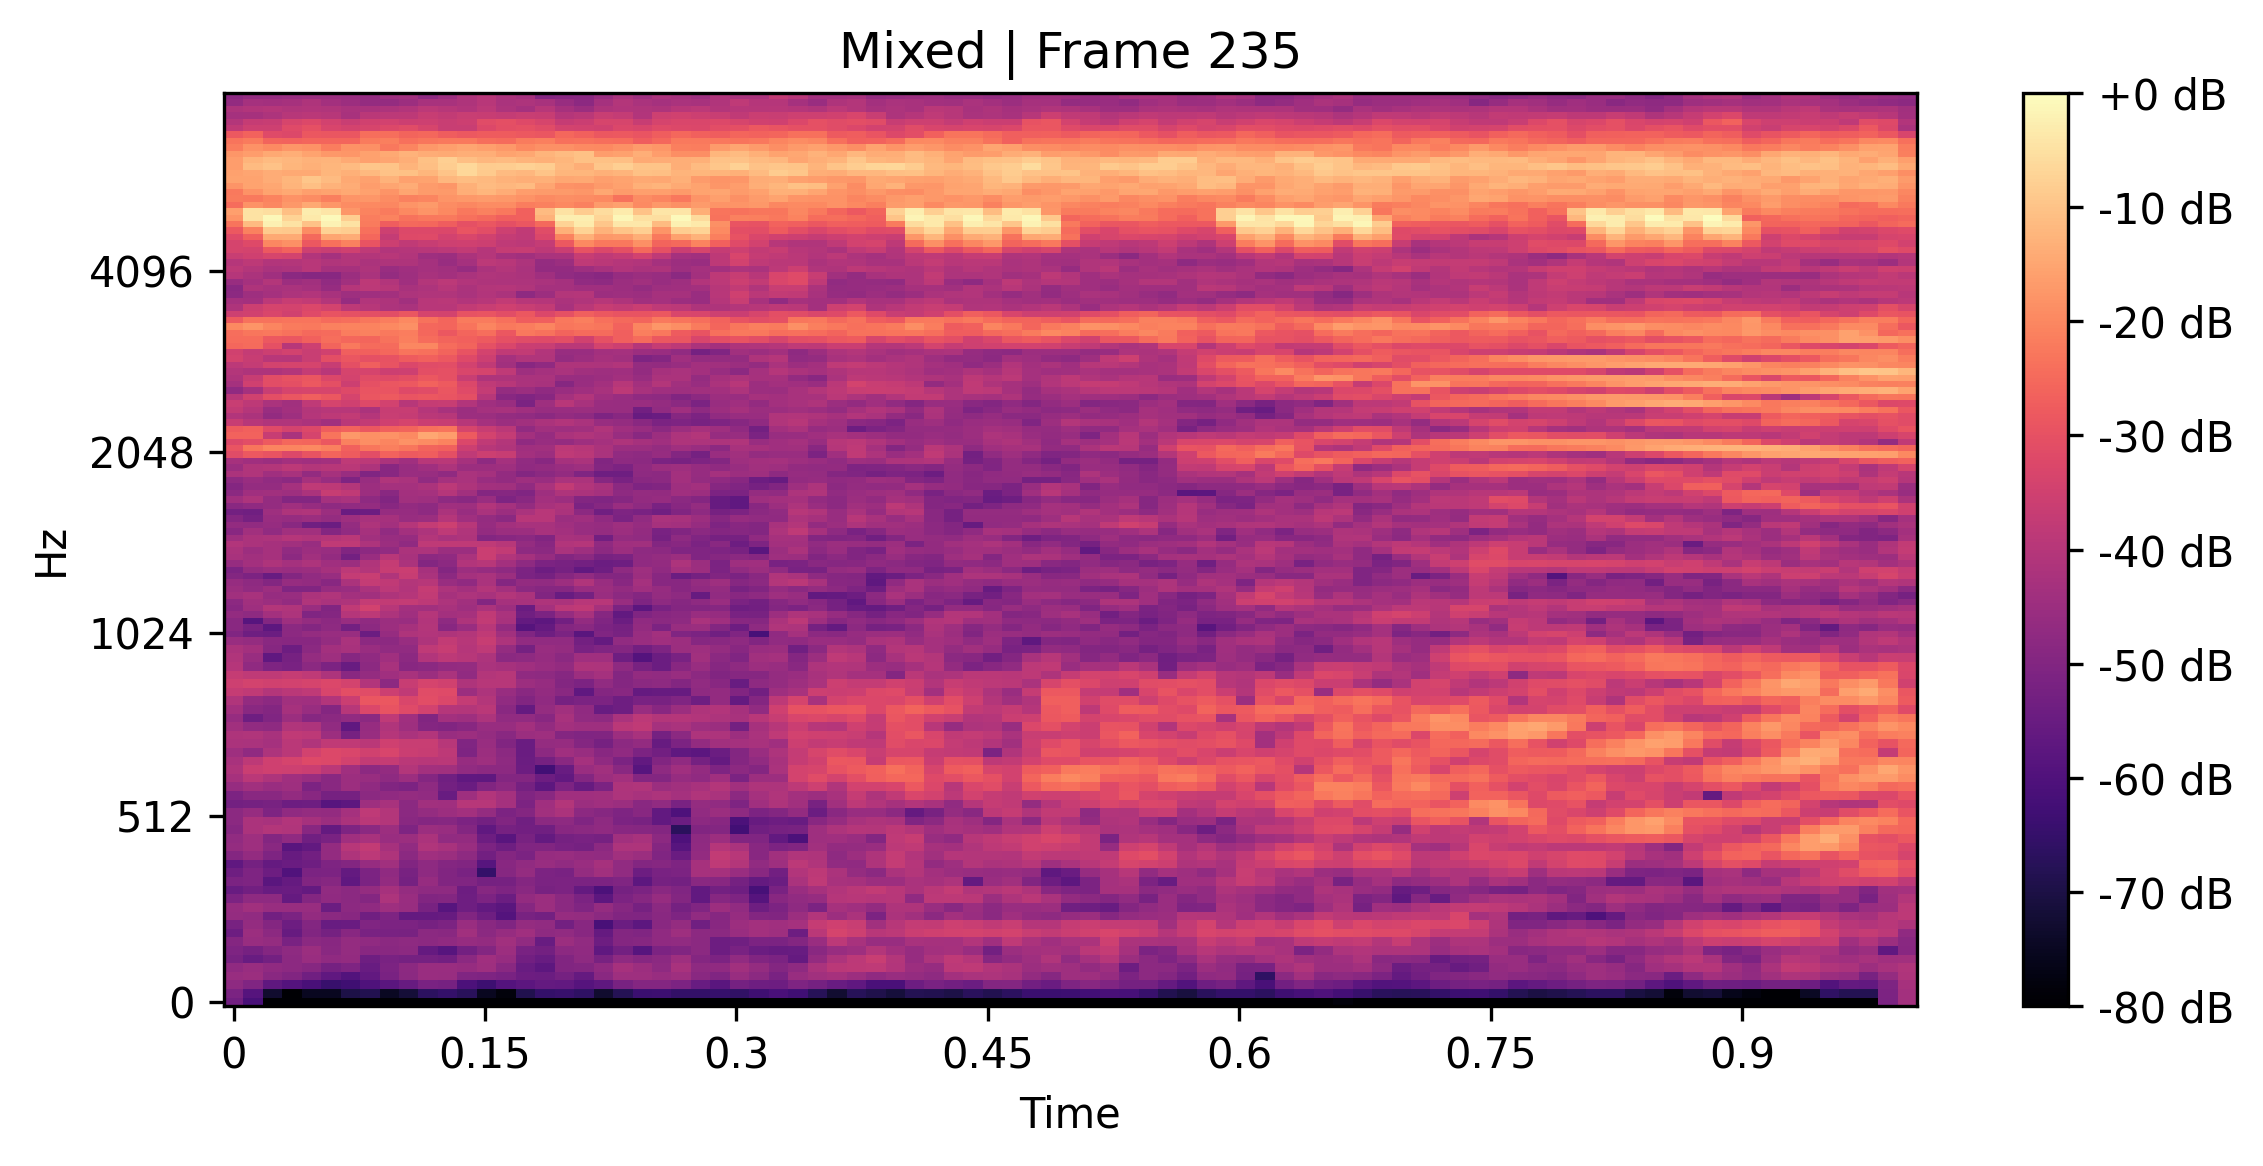 Mixed | Frame 235
Hz
4096
2048
1024
512
0
0
0.15
0.3
0.45
0.6
0.75
0.9
Time
+0 dB
-10 dB
-20 dB
-30 dB
-40 dB
-50 dB
-60 dB
-70 dB
-80 dB